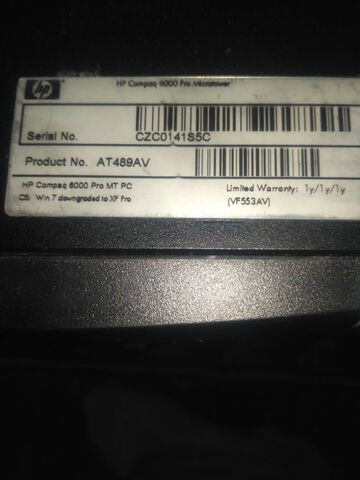 hp
HP Compaq 6000 Pro Microtower
Serial No.
CZC0141S5C
Product No. AT489AV
HP Compaq 6000 Pro MT PC
Limited Warranty: 1y/1y/1y
OS: Win 7 downgraded to XP Pro
(VF553AV)